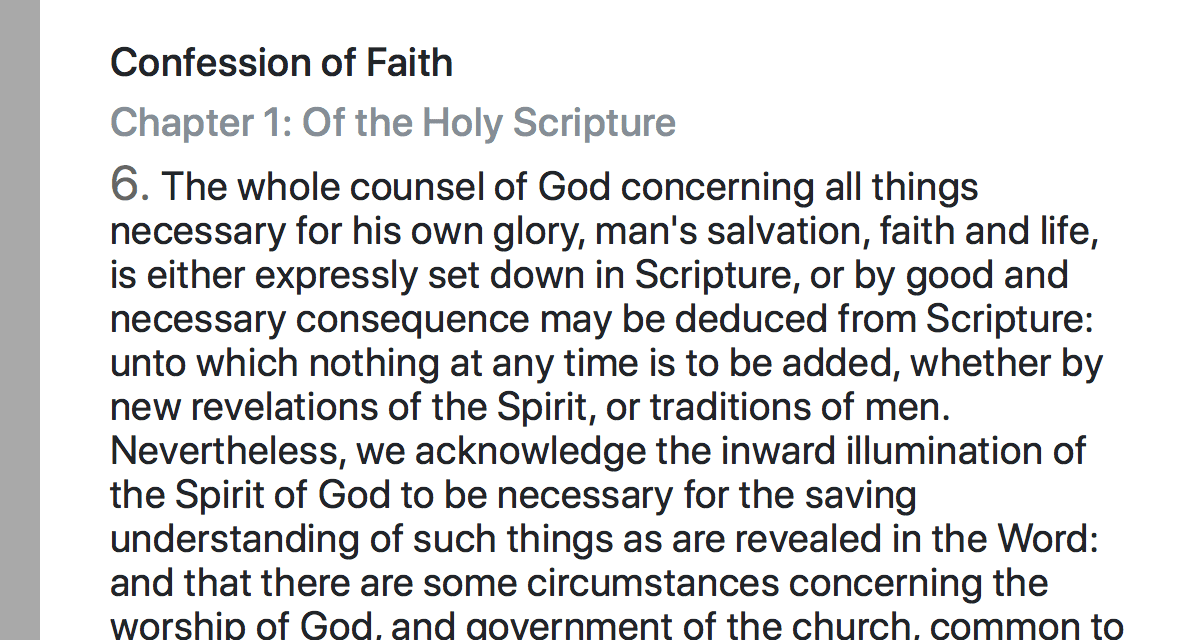 Confession of Faith
Chapter 1: Of the Holy Scripture
6. The whole counsel of God concerning all things
necessary for his own glory, man's salvation, faith and life,
is either expressly set down in Scripture, or by good and
necessary consequence may be deduced from Scripture:
unto which nothing at any time is to be added, whether by
new revelations of the Spirit, or traditions of men.
Nevertheless, we acknowledge the inward illumination of
the Spirit of God to be necessary for the saving
understanding of such things as are revealed in the Word:
and that there are some circumstances concerning the
worship of God, and government of the church, common to